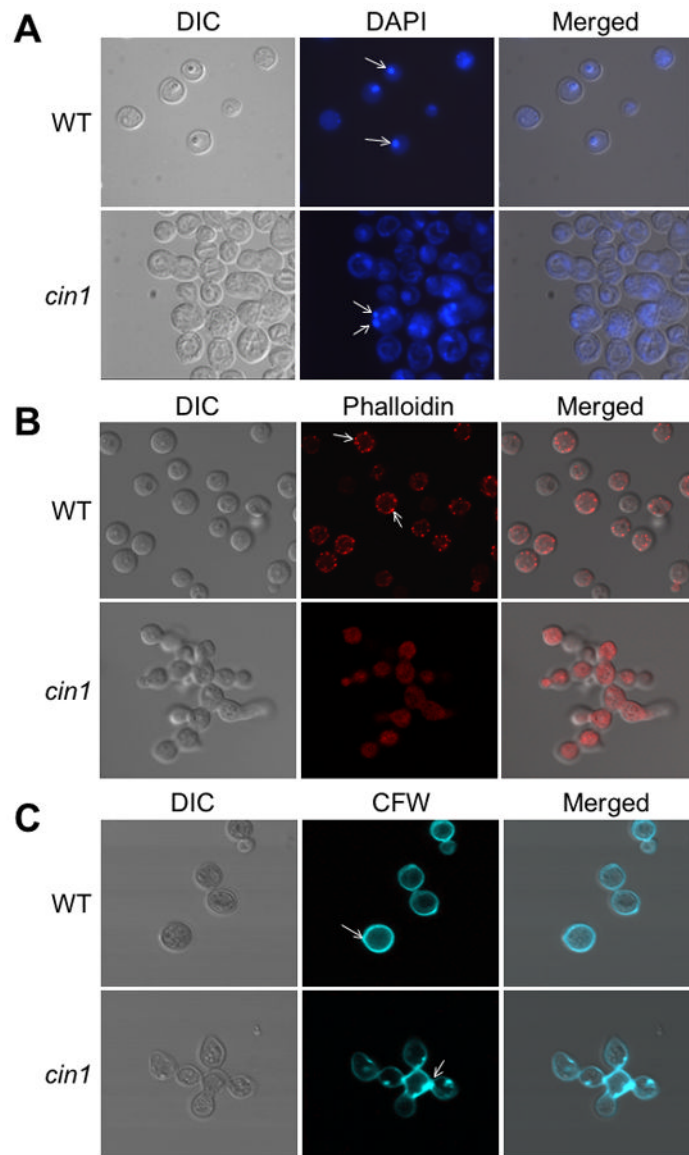 A
DIC DAPI Merged
WT
cin1
B
DIC Phalloidin Merged
WT
cin1
C
DIC CFW Merged
WT
cin1